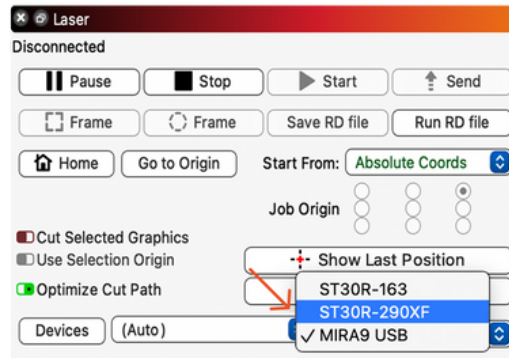 Laser
Disconnected
Pause Stop Start Send
Frame Frame Save RD file Run RD file
Home Go to Origin Start From: Absolute Coords
Job Origin
Cut Selected Graphics
Use Selection Origin Show Last Position
Optimize Cut Path ST30R-163
ST30R-290XF
Devices (Auto) ✓ MIRA9 USB